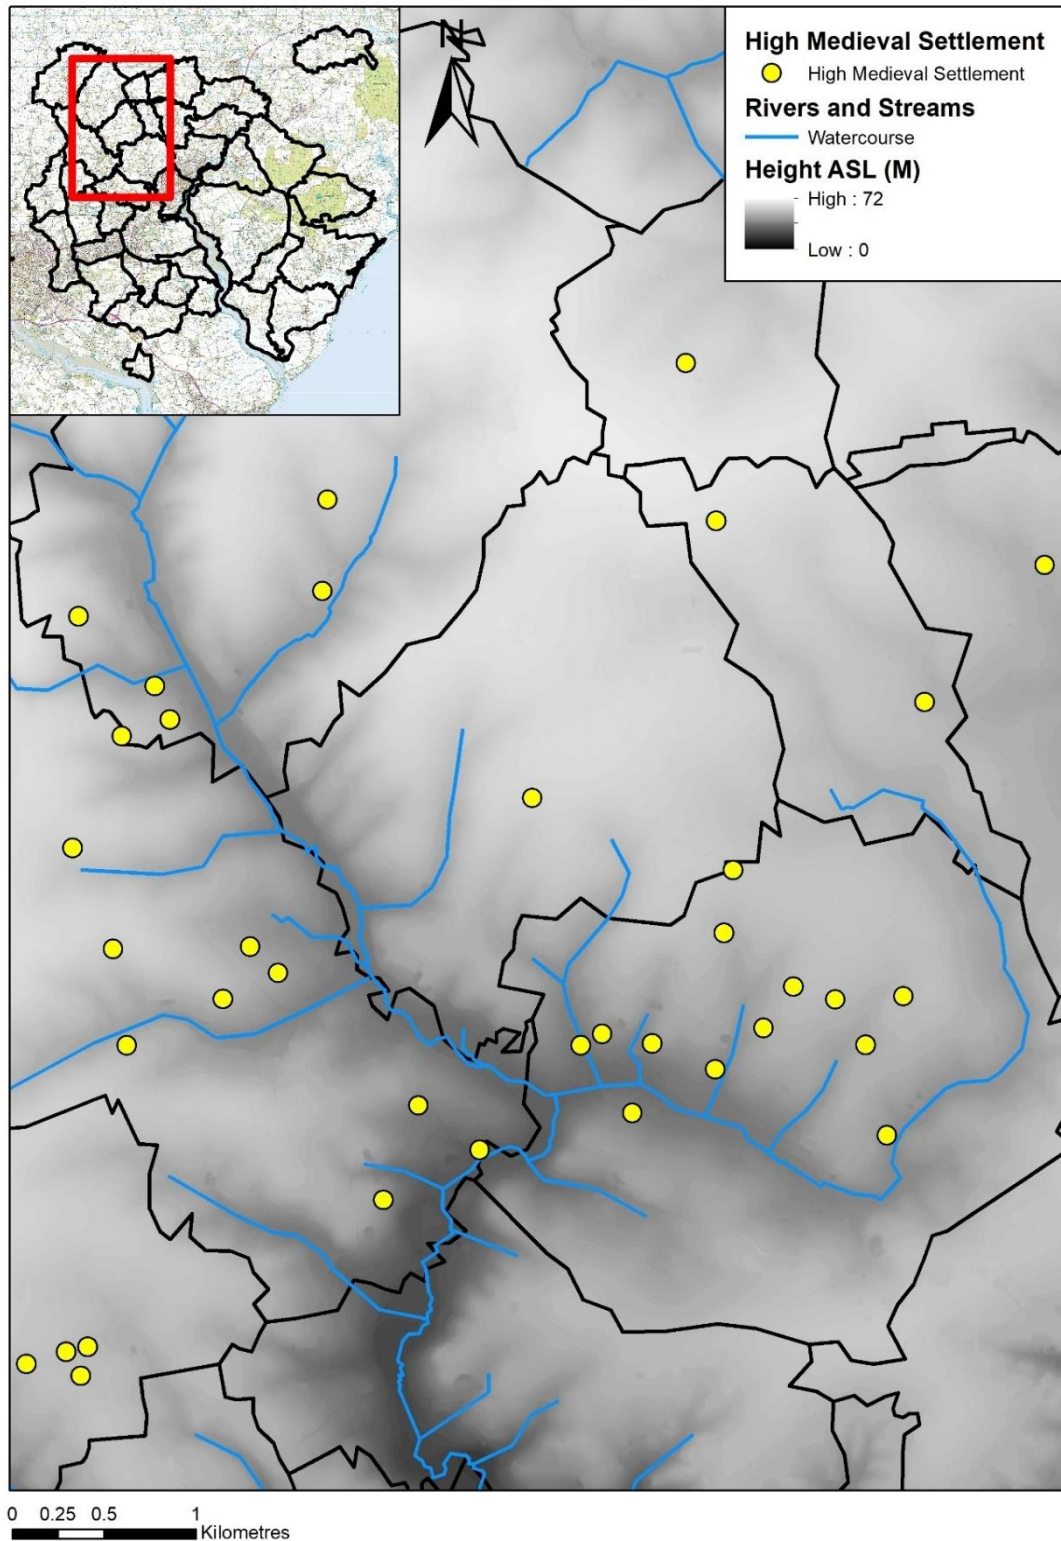 N
High Medieval Settlement
High Medieval Settlement
Rivers and Streams
Watercourse
Height ASL (M)
High : 72
Low : 0
0 0.25 0.5 1
Kilometres